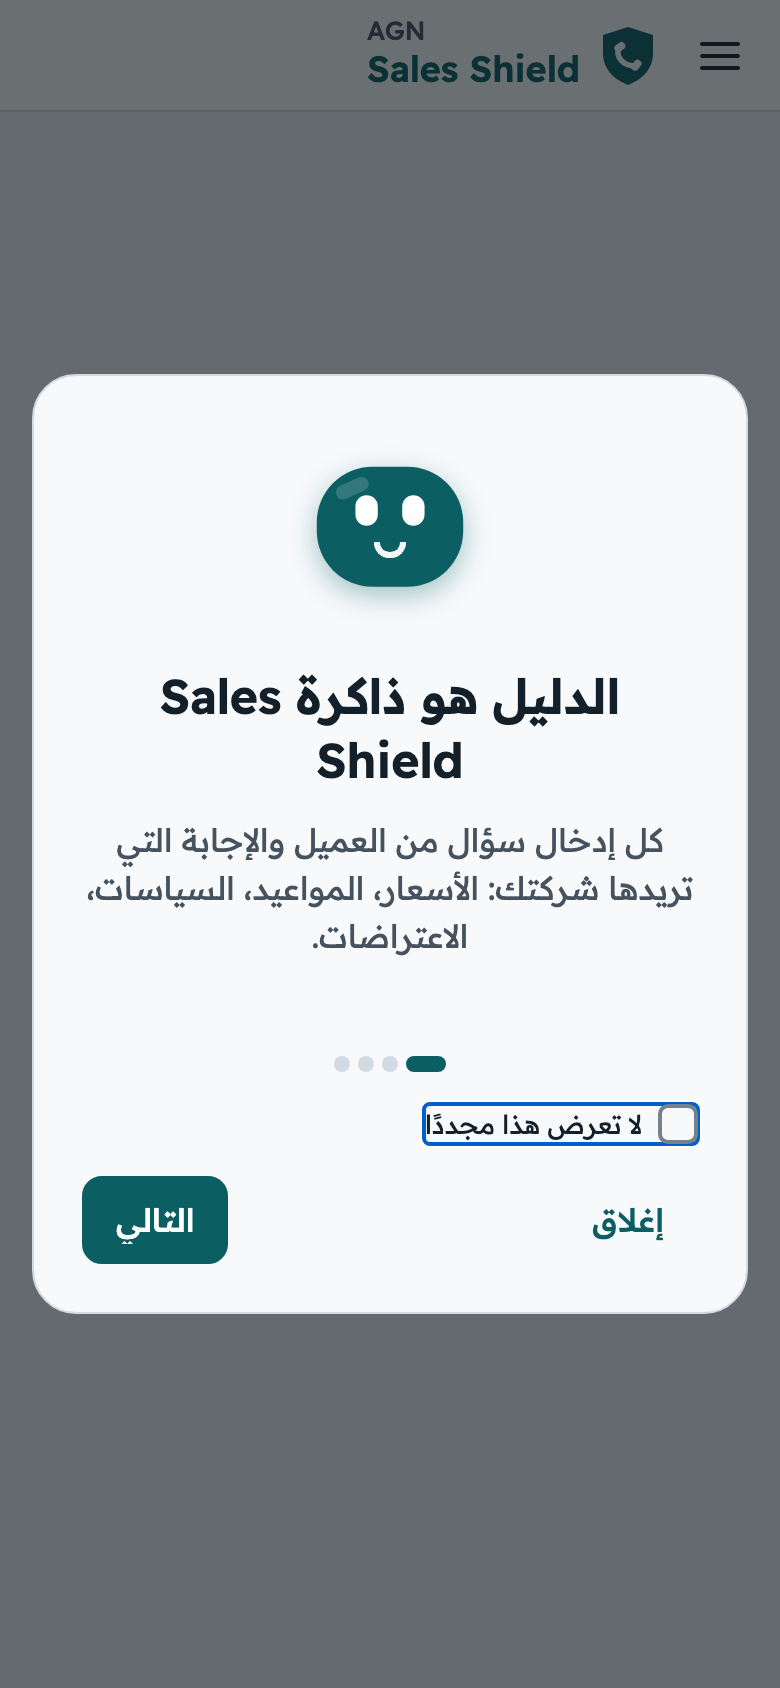 AGN
Sales Shield
الدليل هو ذاكرة Sales
Shield
كل إدخال سؤال من العميل والإجابة التي
تريدها شركتك: الأسعار، المواعيد، السياسات،
الاعتراضات.
لا تعرض هذا مجددًا
إغلاق
التالي